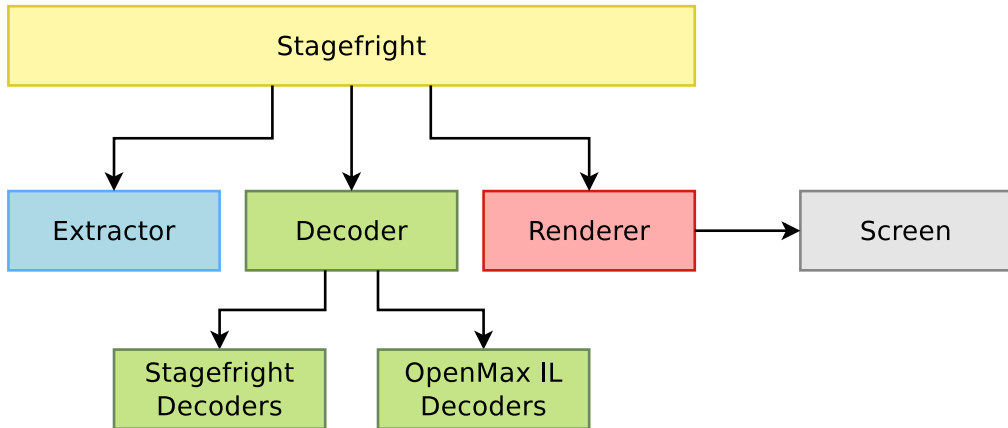 Stagefright
Extractor
Decoder
Renderer
Screen
Stagefright
Decoders
OpenMax IL
Decoders